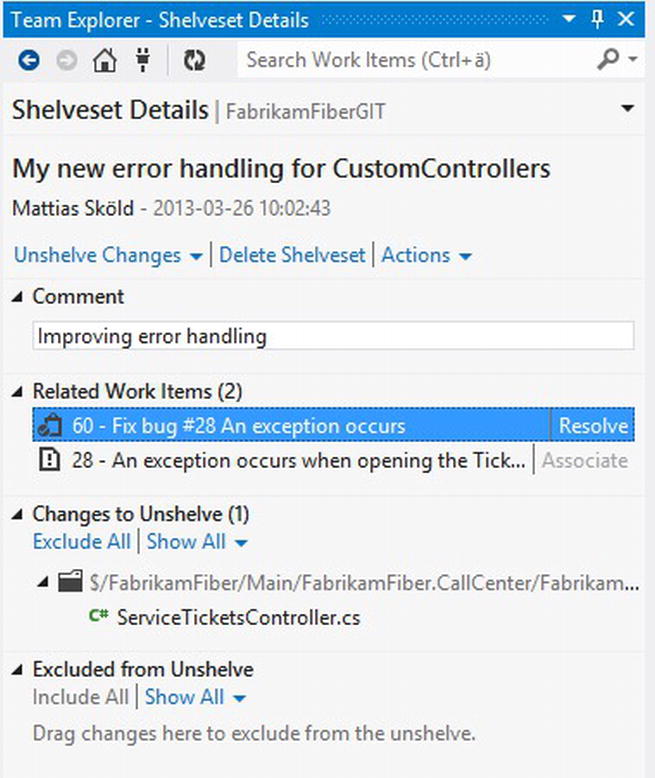 Team Explorer - Shelveset Details
Search Work Items (Ctrl+ä)
Shelveset Details | FabrikamFiberGIT
My new error handling for CustomControllers
Mattias Sköld - 2013-03-26 10:02:43
Unshelve Changes | Delete Shelveset | Actions
Comment
Improving error handling
Related Work Items (2)
60 - Fix bug #28 An exception occurs | Resolve
28 - An exception occurs when opening the Tick... | Associate
Changes to Unshelve (1)
Exclude All | Show All
$/FabrikamFiber/Main/FabrikamFiber.CallCenter/Fabrikam...
C# ServiceTicketsController.cs
Excluded from Unshelve
Include All | Show All
Drag changes here to exclude from the unshelve.